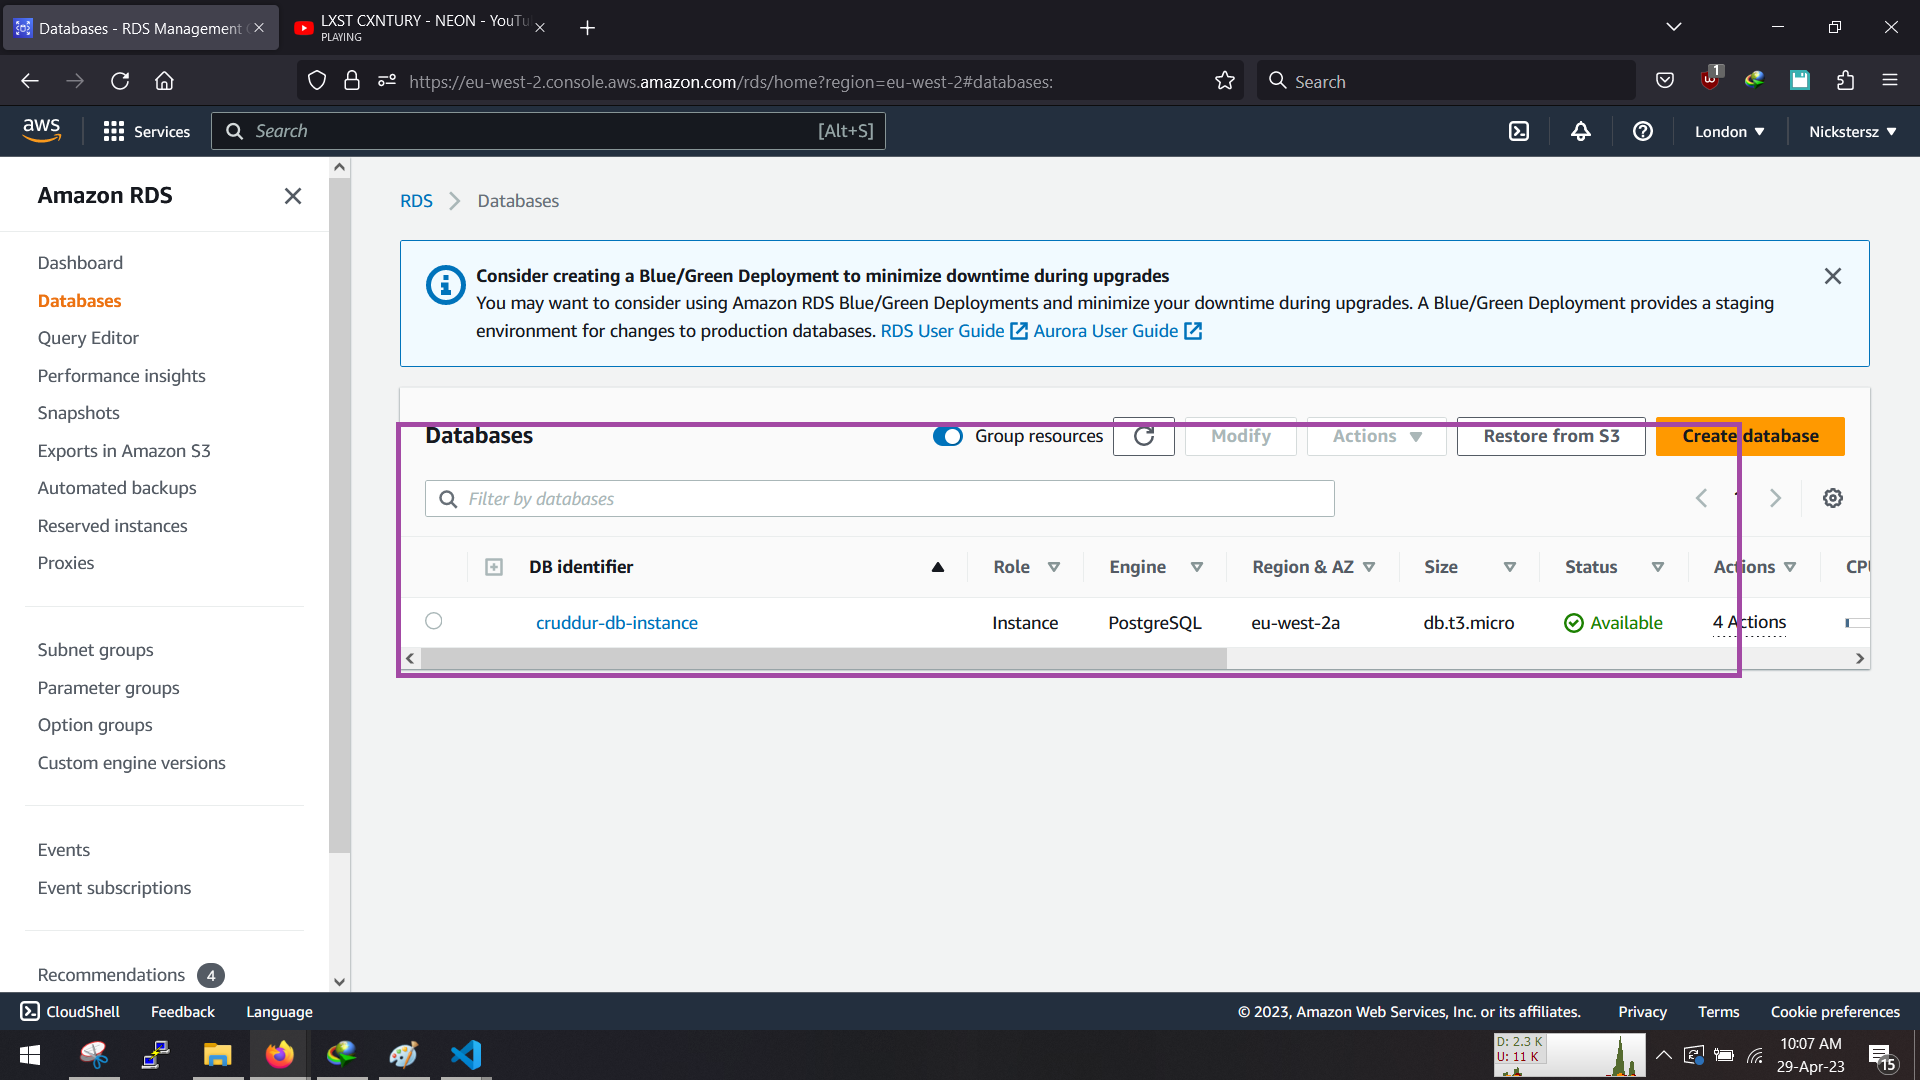 Databases - RDS Management
LXST CXNTURY - NEON - YouTu
PLAYING
https://eu-west-2.console.aws.amazon.com/rds/home?region=eu-west-2#databases:
Search
1
aws
Services
Search
[Alt+S]
London
Nickstersz
Amazon RDS
Dashboard
Databases
Query Editor
Performance insights
Snapshots
Exports in Amazon S3
Automated backups
Reserved instances
Proxies
Subnet groups
Parameter groups
Option groups
Custom engine versions
Events
Event subscriptions
Recommendations 4
RDS > Databases
Consider creating a Blue/Green Deployment to minimize downtime during upgrades
You may want to consider using Amazon RDS Blue/Green Deployments and minimize your downtime during upgrades. A Blue/Green Deployment provides a staging
environment for changes to production databases. RDS User Guide Aurora User Guide
Databases
Group resources
Modify
Actions
Restore from S3
Create database
Filter by databases
DB identifier Role Engine Region & AZ Size Status Actions CPU
cruddur-db-instance Instance PostgreSQL eu-west-2a db.t3.micro Available 4 Actions
CloudShell Feedback Language
© 2023, Amazon Web Services, Inc. or its affiliates. Privacy Terms Cookie preferences
D: 2.3 K
U: 11 K
10:07 AM
29-Apr-23
15